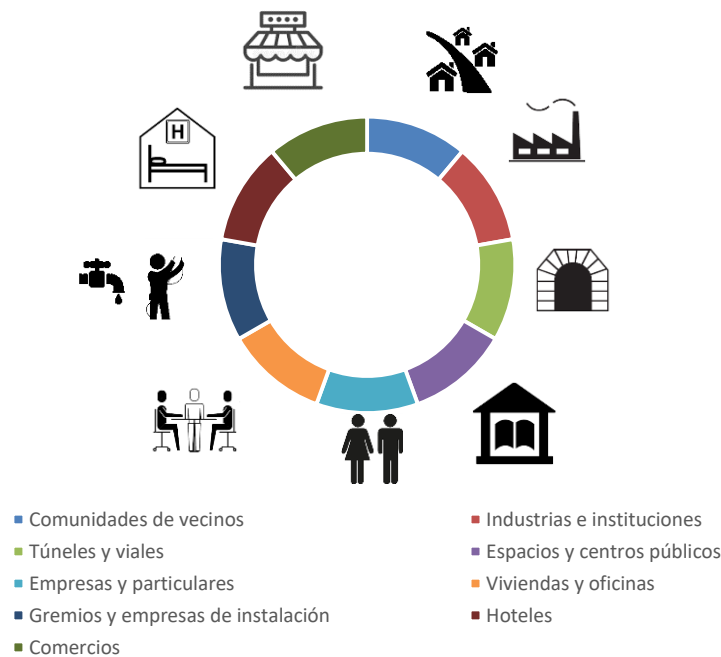 H
Comunidades de vecinos
Industrias e instituciones
Túneles y viales
Espacios y centros públicos
Empresas y particulares
Viviendas y oficinas
Gremios y empresas de instalación
Hoteles
Comercios